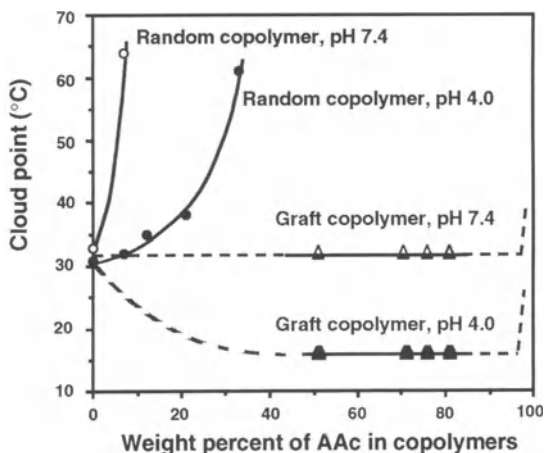 70
60
50
40
30
20
10
Cloud point (°C)
Random copolymer, pH 7.4
Random copolymer, pH 4.0
Graft copolymer, pH 7.4
Graft copolymer, pH 4.0
0
20
40
60
80
100
Weight percent of AAc in copolymers